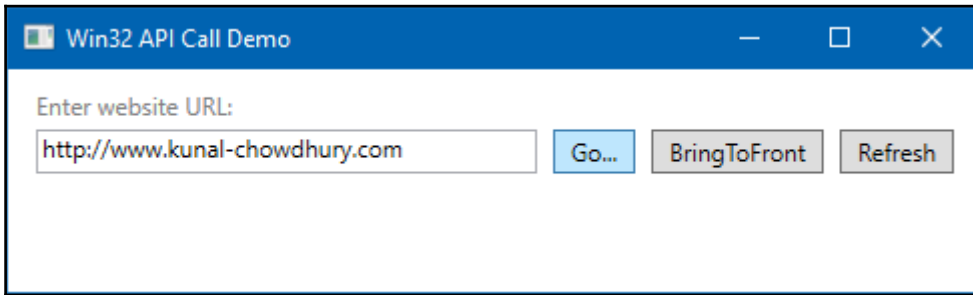 Win32 API Call Demo
Enter website URL:
http://www.kunal-chowdhury.com Go... BringToFront Refresh